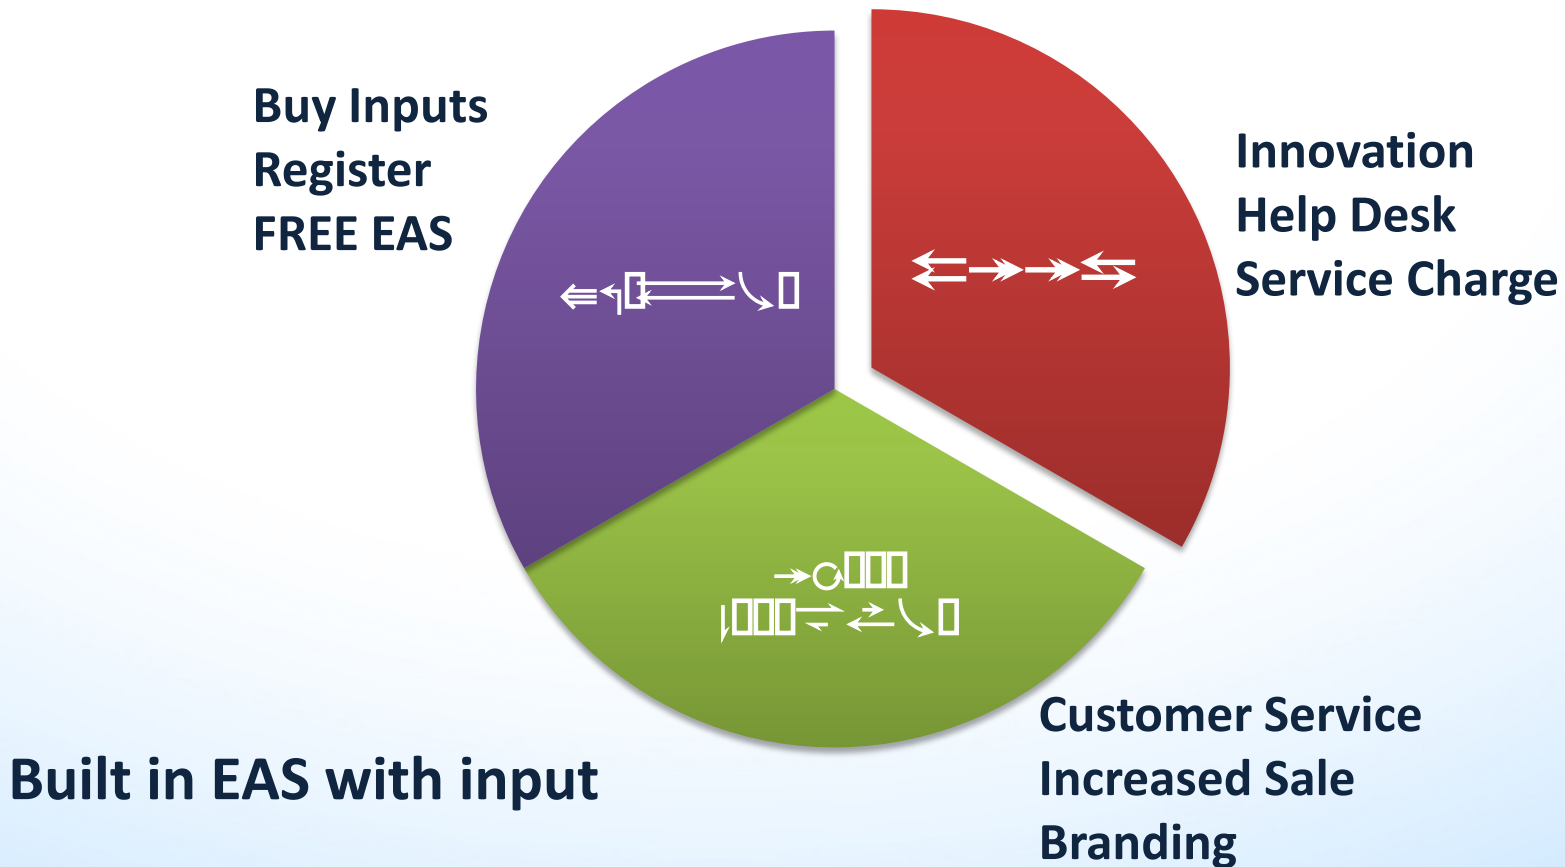 Buy Inputs
Register
FREE EAS
Innovation
Help Desk
Service Charge
Customer Service
Increased Sale
Branding
Built in EAS with input